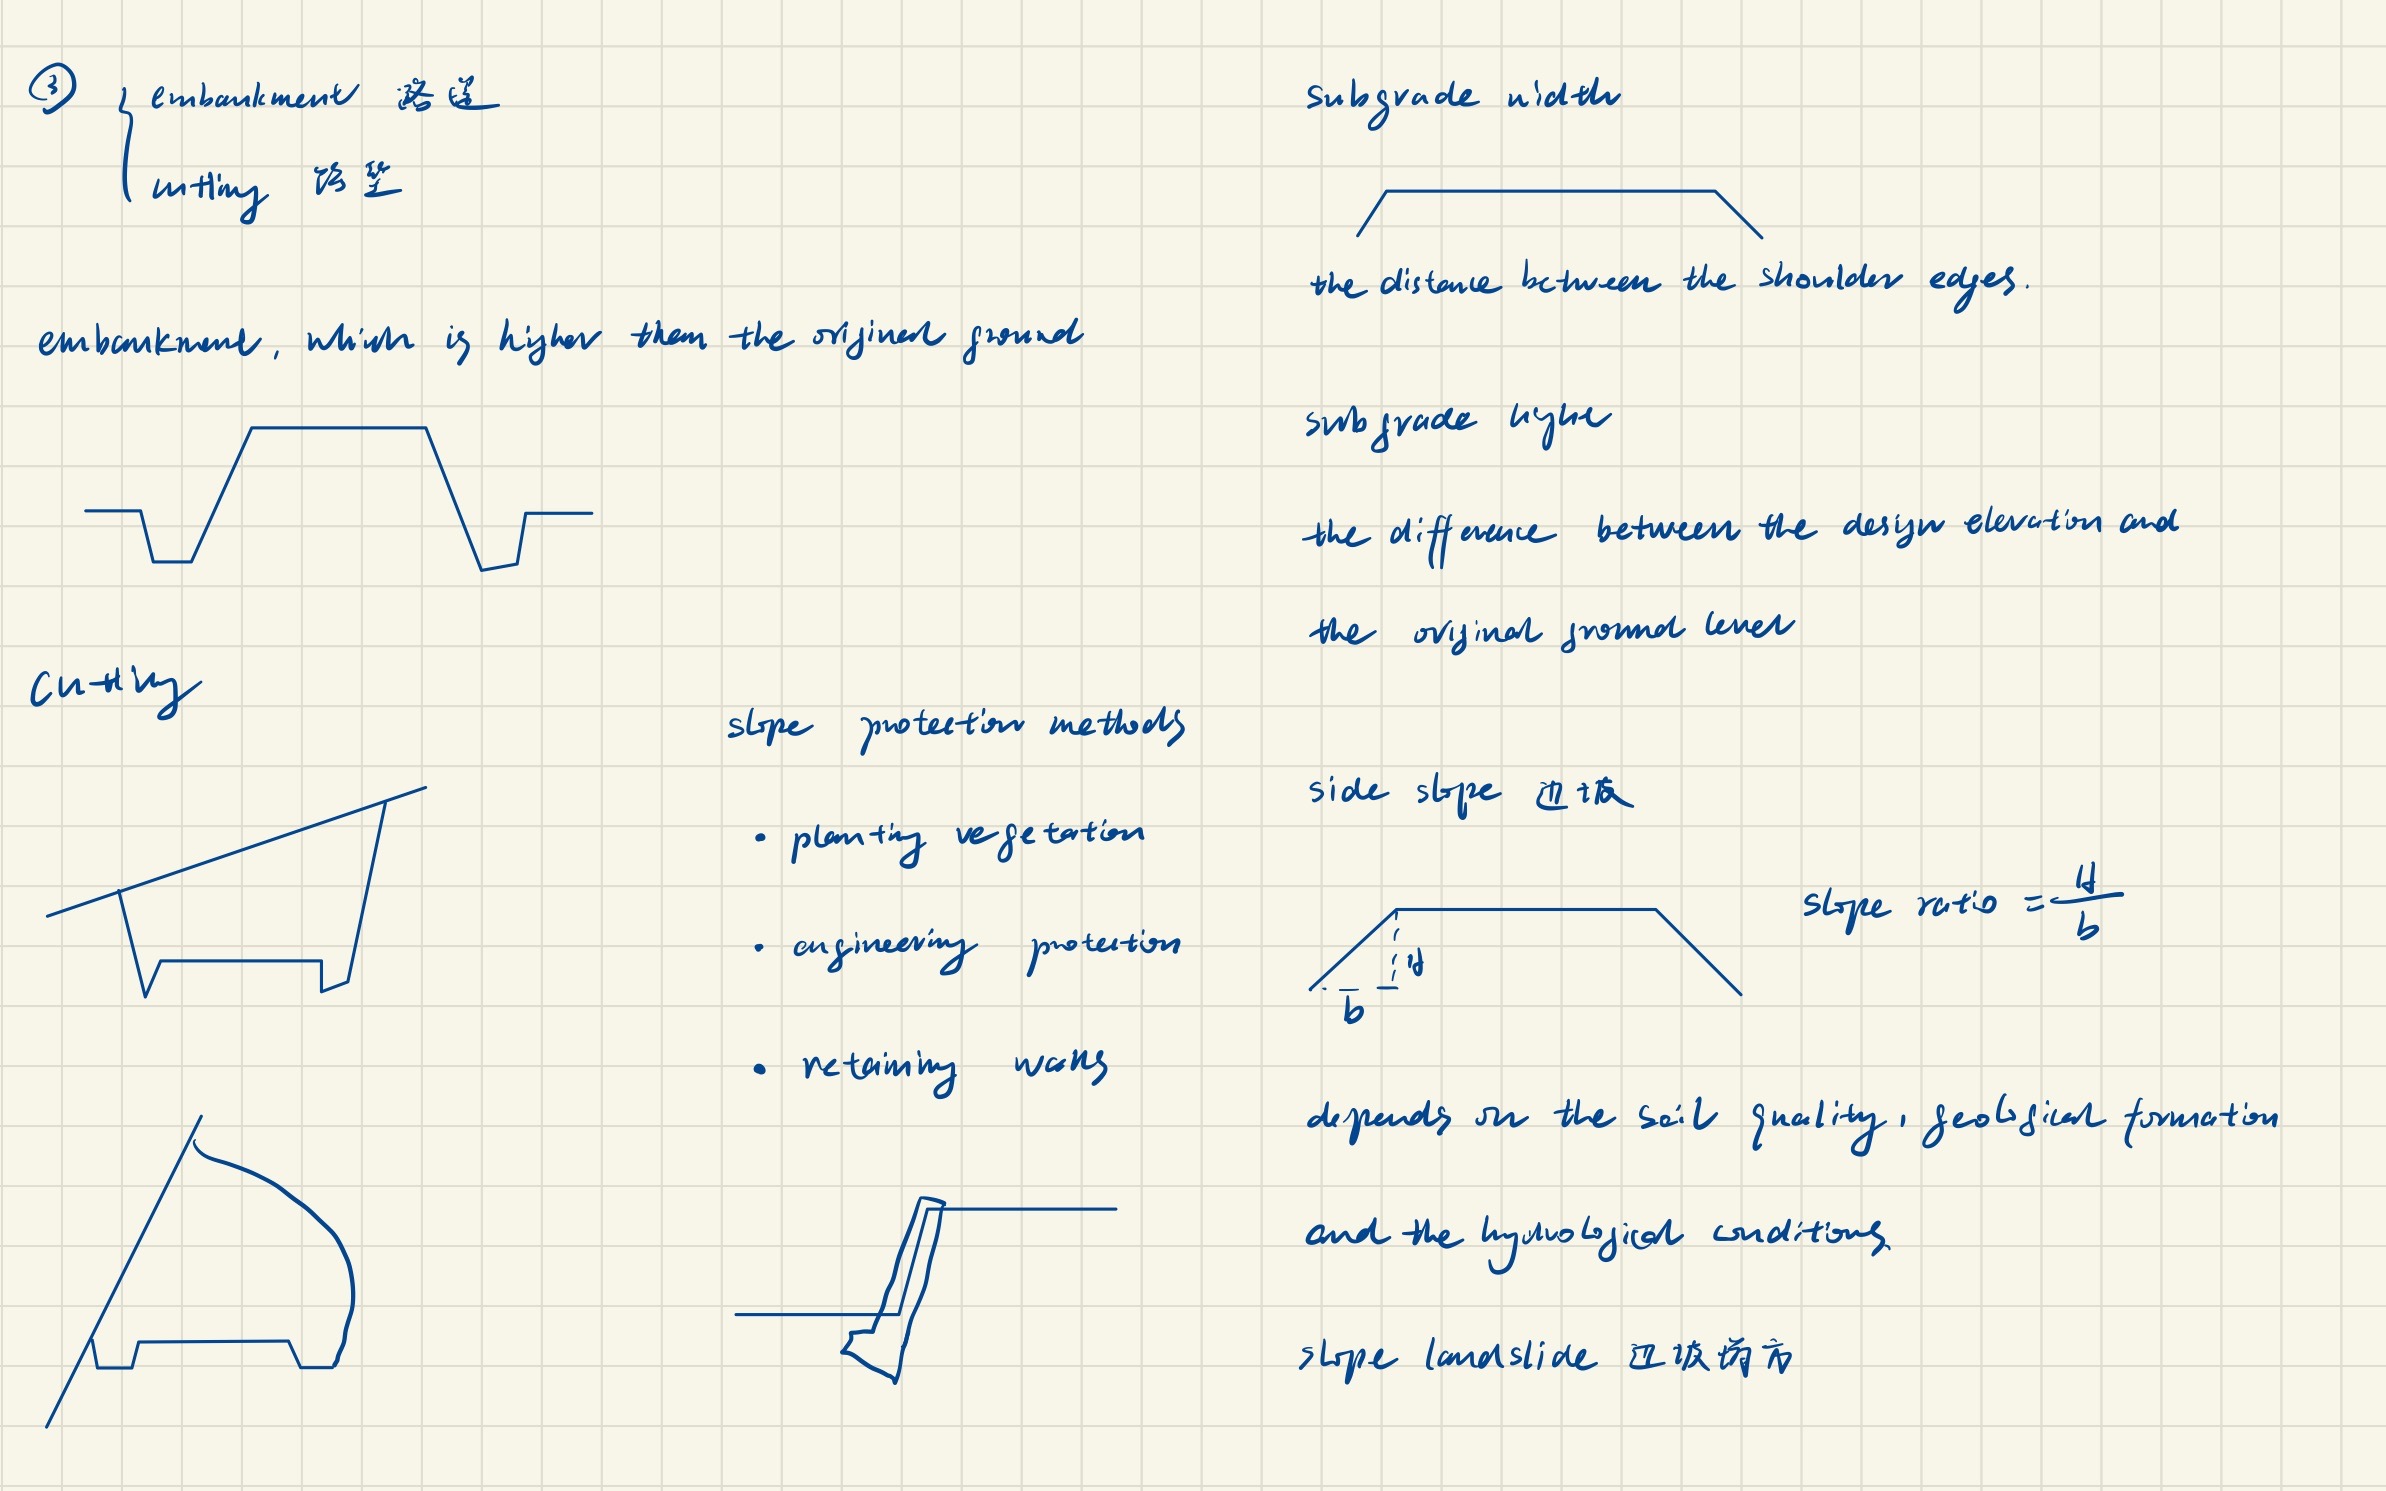 ③
embankment 路堤
cutting 路堑
embankment, which is higher than the original ground
Cutting
slope protection methods
• planting vegetation
• engineering protection
• retaining walls
subgrade width
the distance between the shoulder edges.
subgrade
the difference between the design elevation and
the original ground level
side slope 边坡
slope ratio = H/b
H
b
depends on the soil quality, geological formation
and the hydrological conditions
slope landslide 边坡塌方